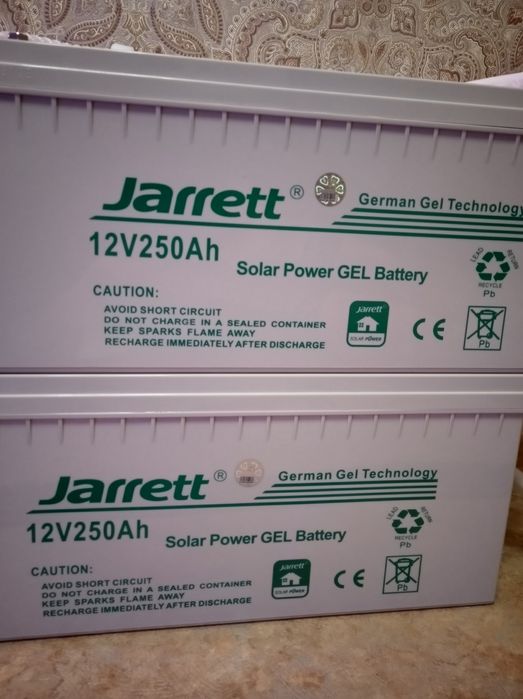 Jarrett ®
German Gel Technology
12V250Ah
Solar Power GEL Battery
CAUTION:
AVOID SHORT CIRCUIT
DO NOT CHARGE IN A SEALED CONTAINER
KEEP SPARKS FLAME AWAY
RECHARGE IMMEDIATELY AFTER DISCHARGE
Jarrett
SOLAR POWER
CE
LEAD RETURN
RECYCLE
Pb
Pb
Jarrett ®
German Gel Technology
12V250Ah
Solar Power GEL Battery
CAUTION:
AVOID SHORT CIRCUIT
DO NOT CHARGE IN A SEALED CONTAINER
KEEP SPARKS FLAME AWAY
RECHARGE IMMEDIATELY AFTER DISCHARGE
Jarrett
SOLAR POWER
CE
LEAD RETURN
RECYCLE
Pb
Pb